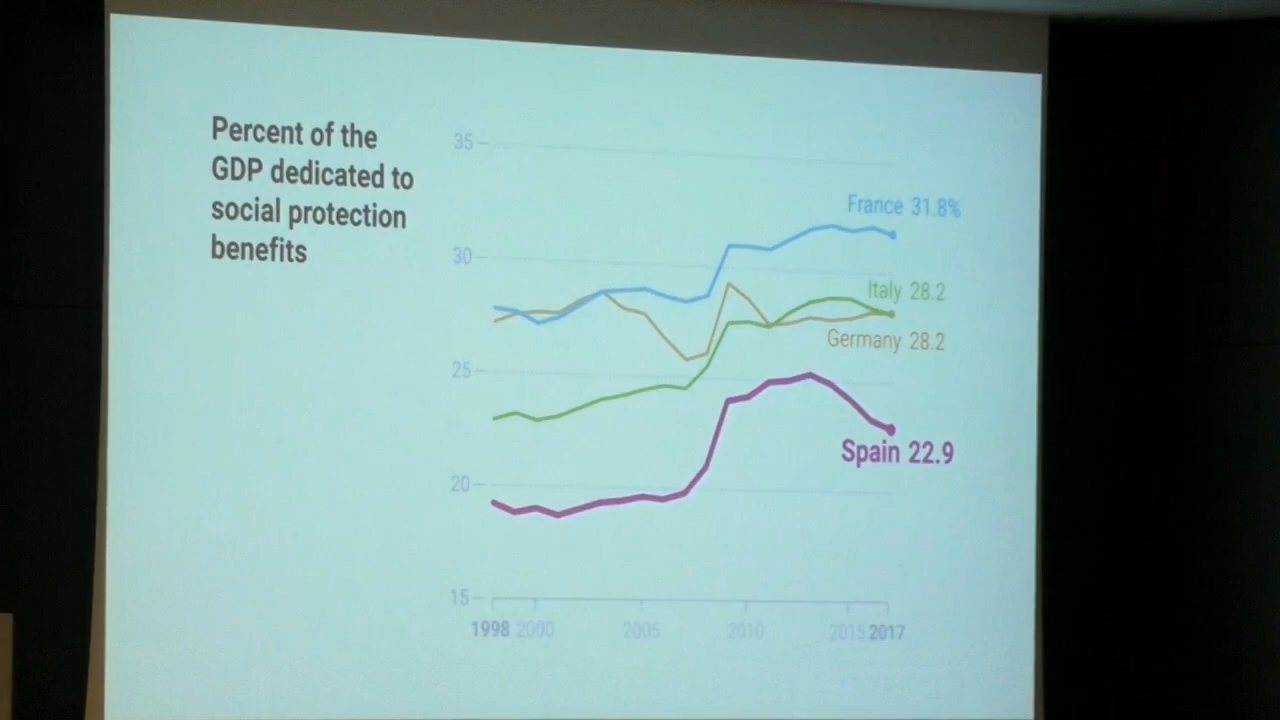 Percent of the
GDP dedicated to
social protection
benefits
35
30
25
20
15
France 31.8%
Italy 28.2
Germany 28.2
Spain 22.9
1998 2000 2005 2010 2015 2017